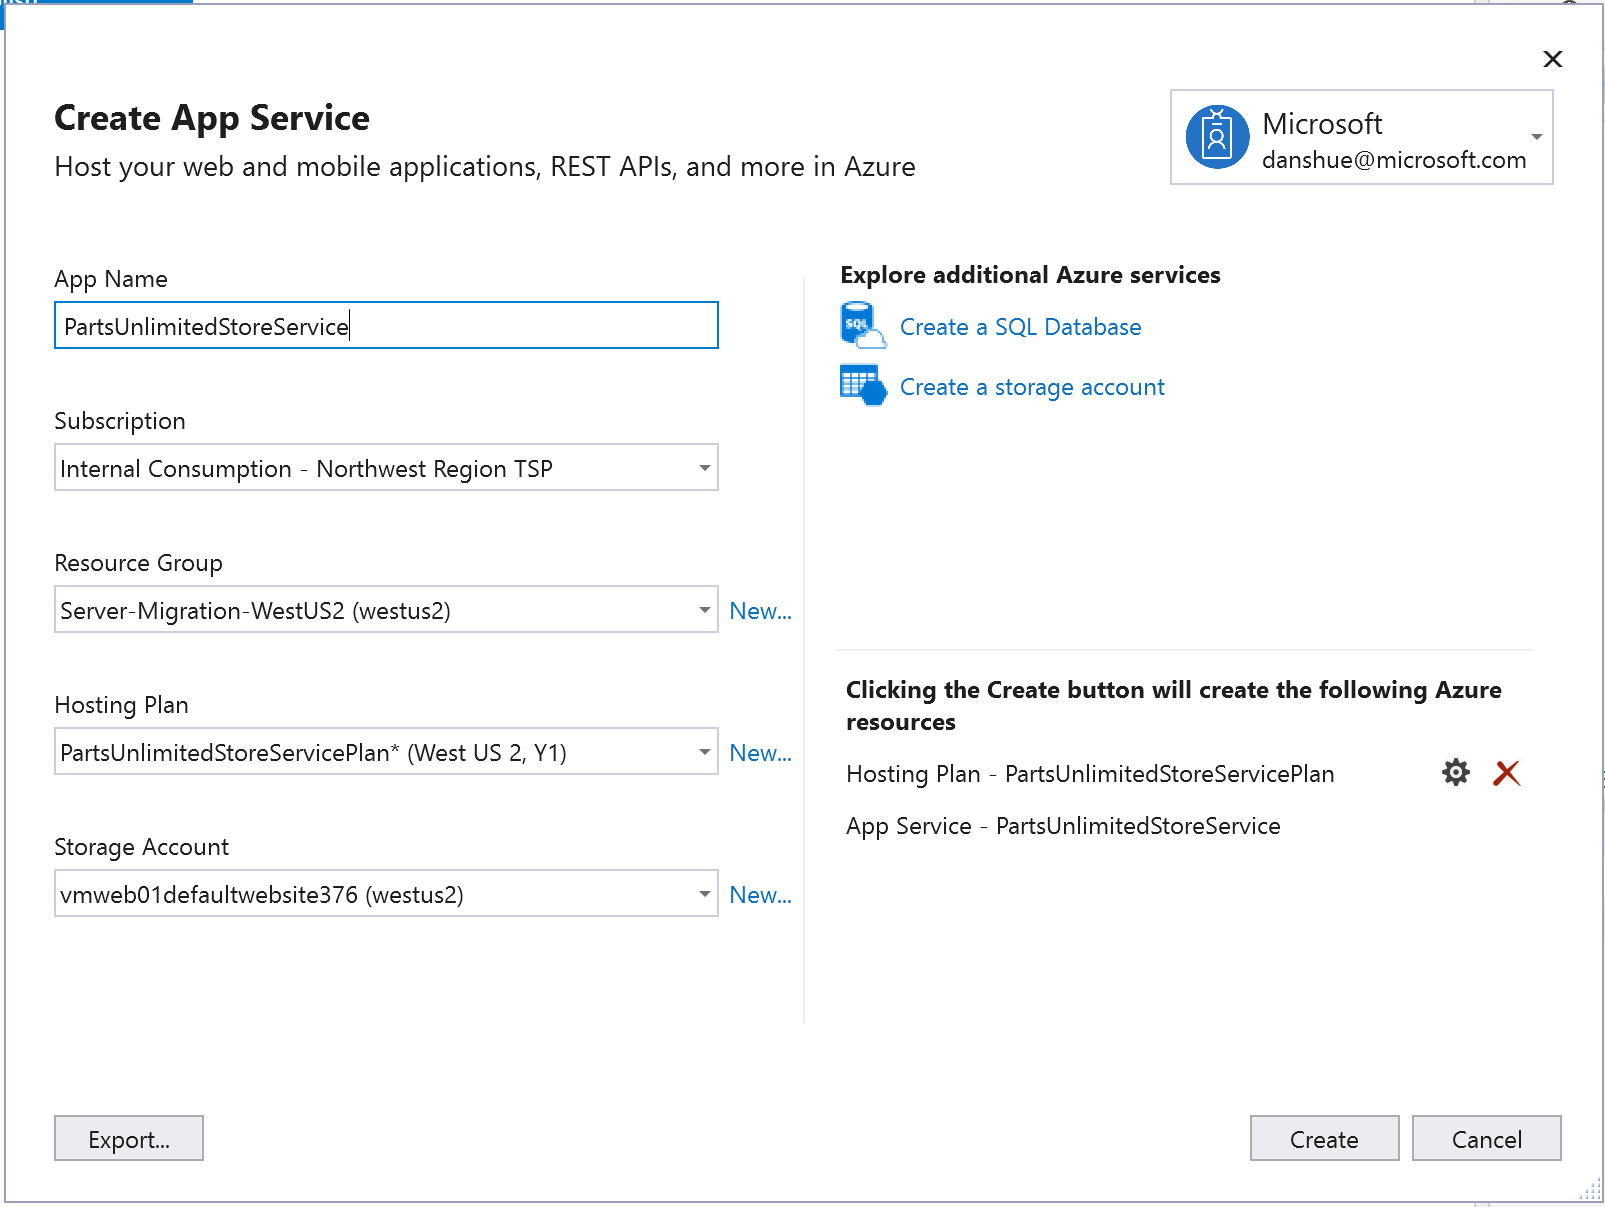 Create App Service
Host your web and mobile applications, REST APIs, and more in Azure
Microsoft
danshue@microsoft.com
App Name
PartsUnlimitedStoreService
Subscription
Internal Consumption - Northwest Region TSP
Resource Group
Server-Migration-WestUS2 (westus2)
New...
Hosting Plan
PartsUnlimitedStoreServicePlan* (West US 2, Y1)
New...
Storage Account
vmweb01defaultwebsite376 (westus2)
New...
Explore additional Azure services
SQL
Create a SQL Database
Create a storage account
Clicking the Create button will create the following Azure
resources
Hosting Plan - PartsUnlimitedStoreServicePlan
App Service - PartsUnlimitedStoreService
Export...
Create
Cancel